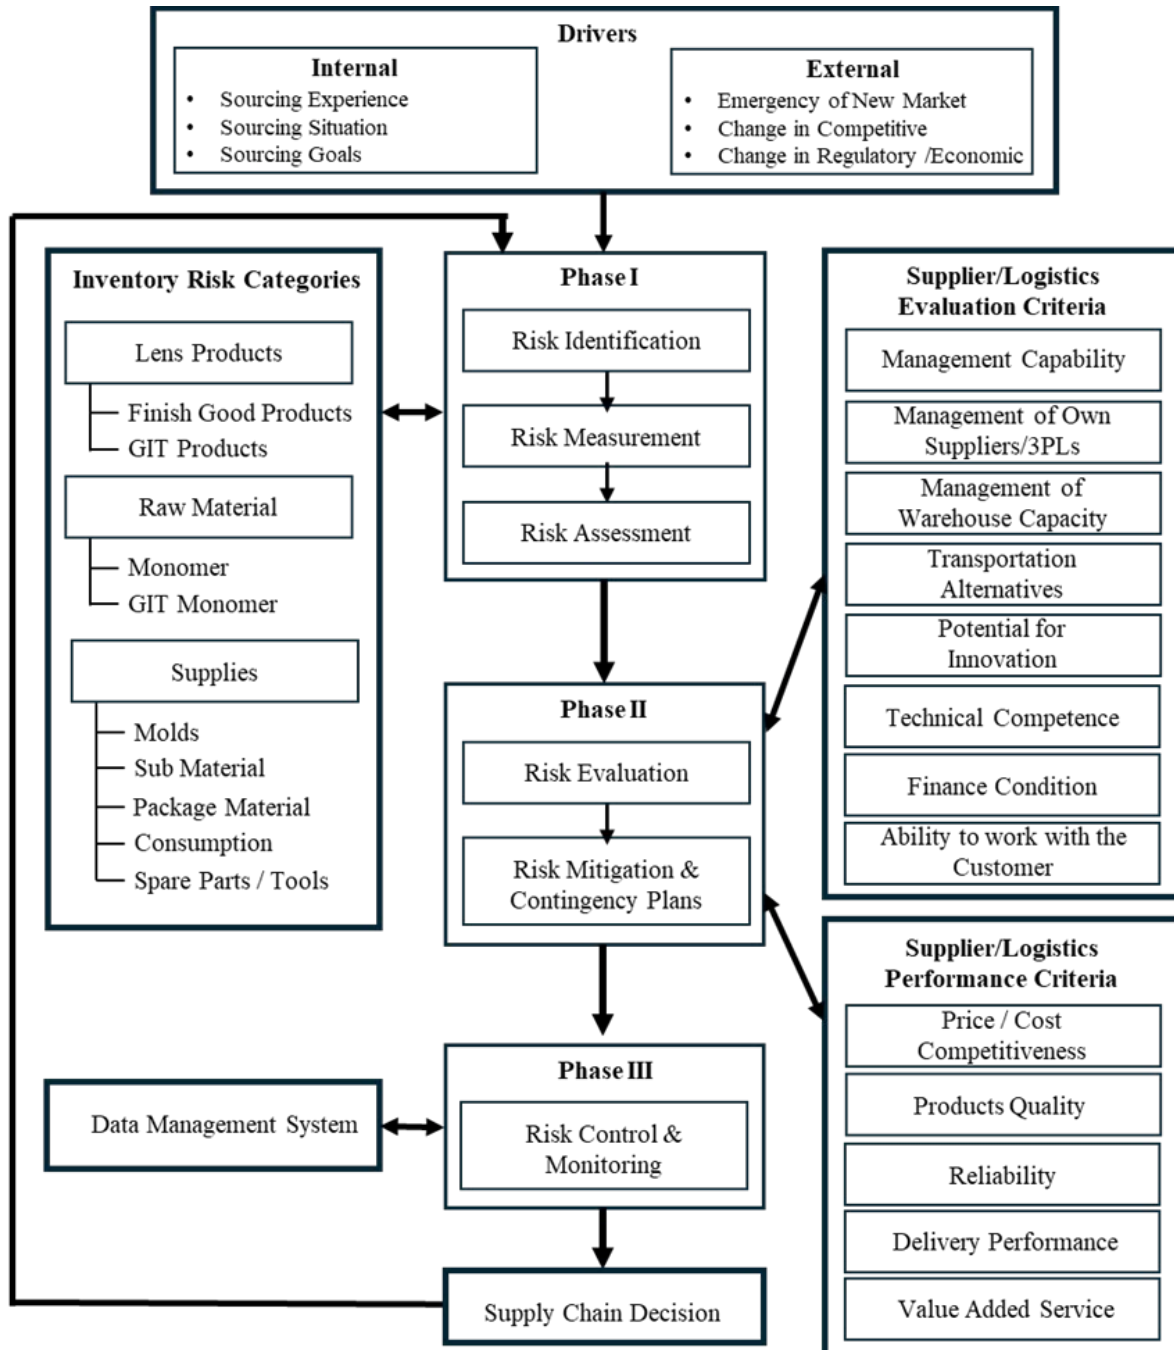 Drivers
Internal
• Sourcing Experience
• Sourcing Situation
• Sourcing Goals
External
• Emergency of New Market
• Change in Competitive
• Change in Regulatory /Economic
Inventory Risk Categories
Lens Products
Finish Good Products
GIT Products
Raw Material
Monomer
GIT Monomer
Supplies
Molds
Sub Material
Package Material
Consumption
Spare Parts / Tools
Phase I
Risk Identification
Risk Measurement
Risk Assessment
Phase II
Risk Evaluation
Risk Mitigation &
Contingency Plans
Phase III
Risk Control &
Monitoring
Data Management System
Supply Chain Decision
Supplier/Logistics
Evaluation Criteria
Management Capability
Management of Own
Suppliers/3PLs
Management of
Warehouse Capacity
Transportation
Alternatives
Potential for
Innovation
Technical Competence
Finance Condition
Ability to work with the
Customer
Supplier/Logistics
Performance Criteria
Price / Cost
Competitiveness
Products Quality
Reliability
Delivery Performance
Value Added Service